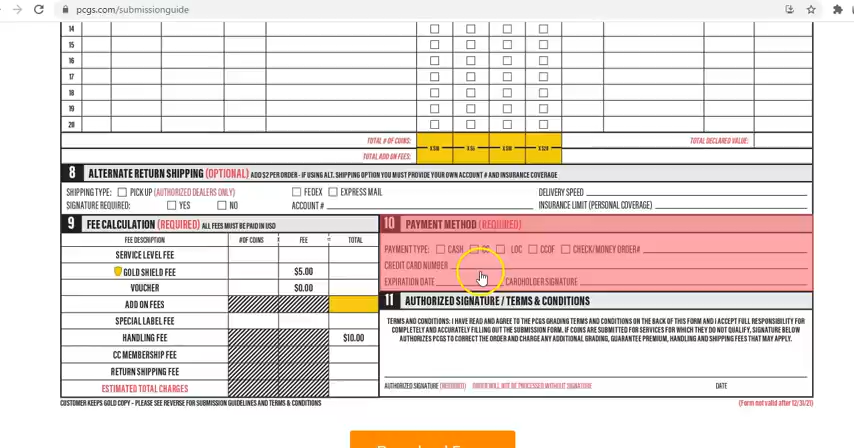 pcgs.com/submissionguide
14
15
16
17
18
19
20
TOTAL # OF COINS:
TOTAL DECLARED VALUE:
TOTAL ADD ON FEES:
8 ALTERNATE RETURN SHIPPING (OPTIONAL) ADD $2 PER ORDER - IF USING ALT. SHIPPING OPTION YOU MUST PROVIDE YOUR OWN ACCOUNT # AND INSURANCE COVERAGE
SHIPPING TYPE: PICK UP (AUTHORIZED DEALERS ONLY) FEDEX EXPRESS MAIL DELIVERY SPEED
SIGNATURE REQUIRED: YES NO ACCOUNT # INSURANCE LIMIT (PERSONAL COVERAGE)
9 FEE CALCULATION (REQUIRED) ALL FEES MUST BE PAID IN USD
FEE DESCRIPTION # OF COINS FEE TOTAL
SERVICE LEVEL FEE
GOLD SHIELD FEE $5.00
VOUCHER $0.00
ADD ON FEES
SPECIAL LABEL FEE
HANDLING FEE $10.00
CC MEMBERSHIP FEE
RETURN SHIPPING FEE
ESTIMATED TOTAL CHARGES
10 PAYMENT METHOD (REQUIRED)
PAYMENT TYPE: CASH CC LOC CCOF CHECK/MONEY ORDER#
CREDIT CARD NUMBER
EXPIRATION DATE CARDHOLDER SIGNATURE
11 AUTHORIZED SIGNATURE / TERMS & CONDITIONS
TERMS AND CONDITIONS: I HAVE READ AND AGREE TO THE PCGS GRADING TERMS AND CONDITIONS ON THE BACK OF THIS FORM AND I ACCEPT FULL RESPONSIBILITY FOR
COMPLETELY AND ACCURATELY FILLING OUT THE SUBMISSION FORM. IF COINS ARE SUBMITTED FOR SERVICES FOR WHICH THEY DO NOT QUALIFY, SIGNATURE BELOW
AUTHORIZES PCGS TO CORRECT THE ORDER AND CHARGE ANY ADDITIONAL GRADING, GUARANTEE PREMIUM, HANDLING AND SHIPPING FEES THAT MAY APPLY.
AUTHORIZED SIGNATURE (REQUIRED) ORDER WILL NOT BE PROCESSED WITHOUT SIGNATURE DATE
CUSTOMER KEEPS GOLD COPY – PLEASE SEE REVERSE FOR SUBMISSION GUIDELINES AND TERMS & CONDITIONS
(Form not valid after 12/31/21)